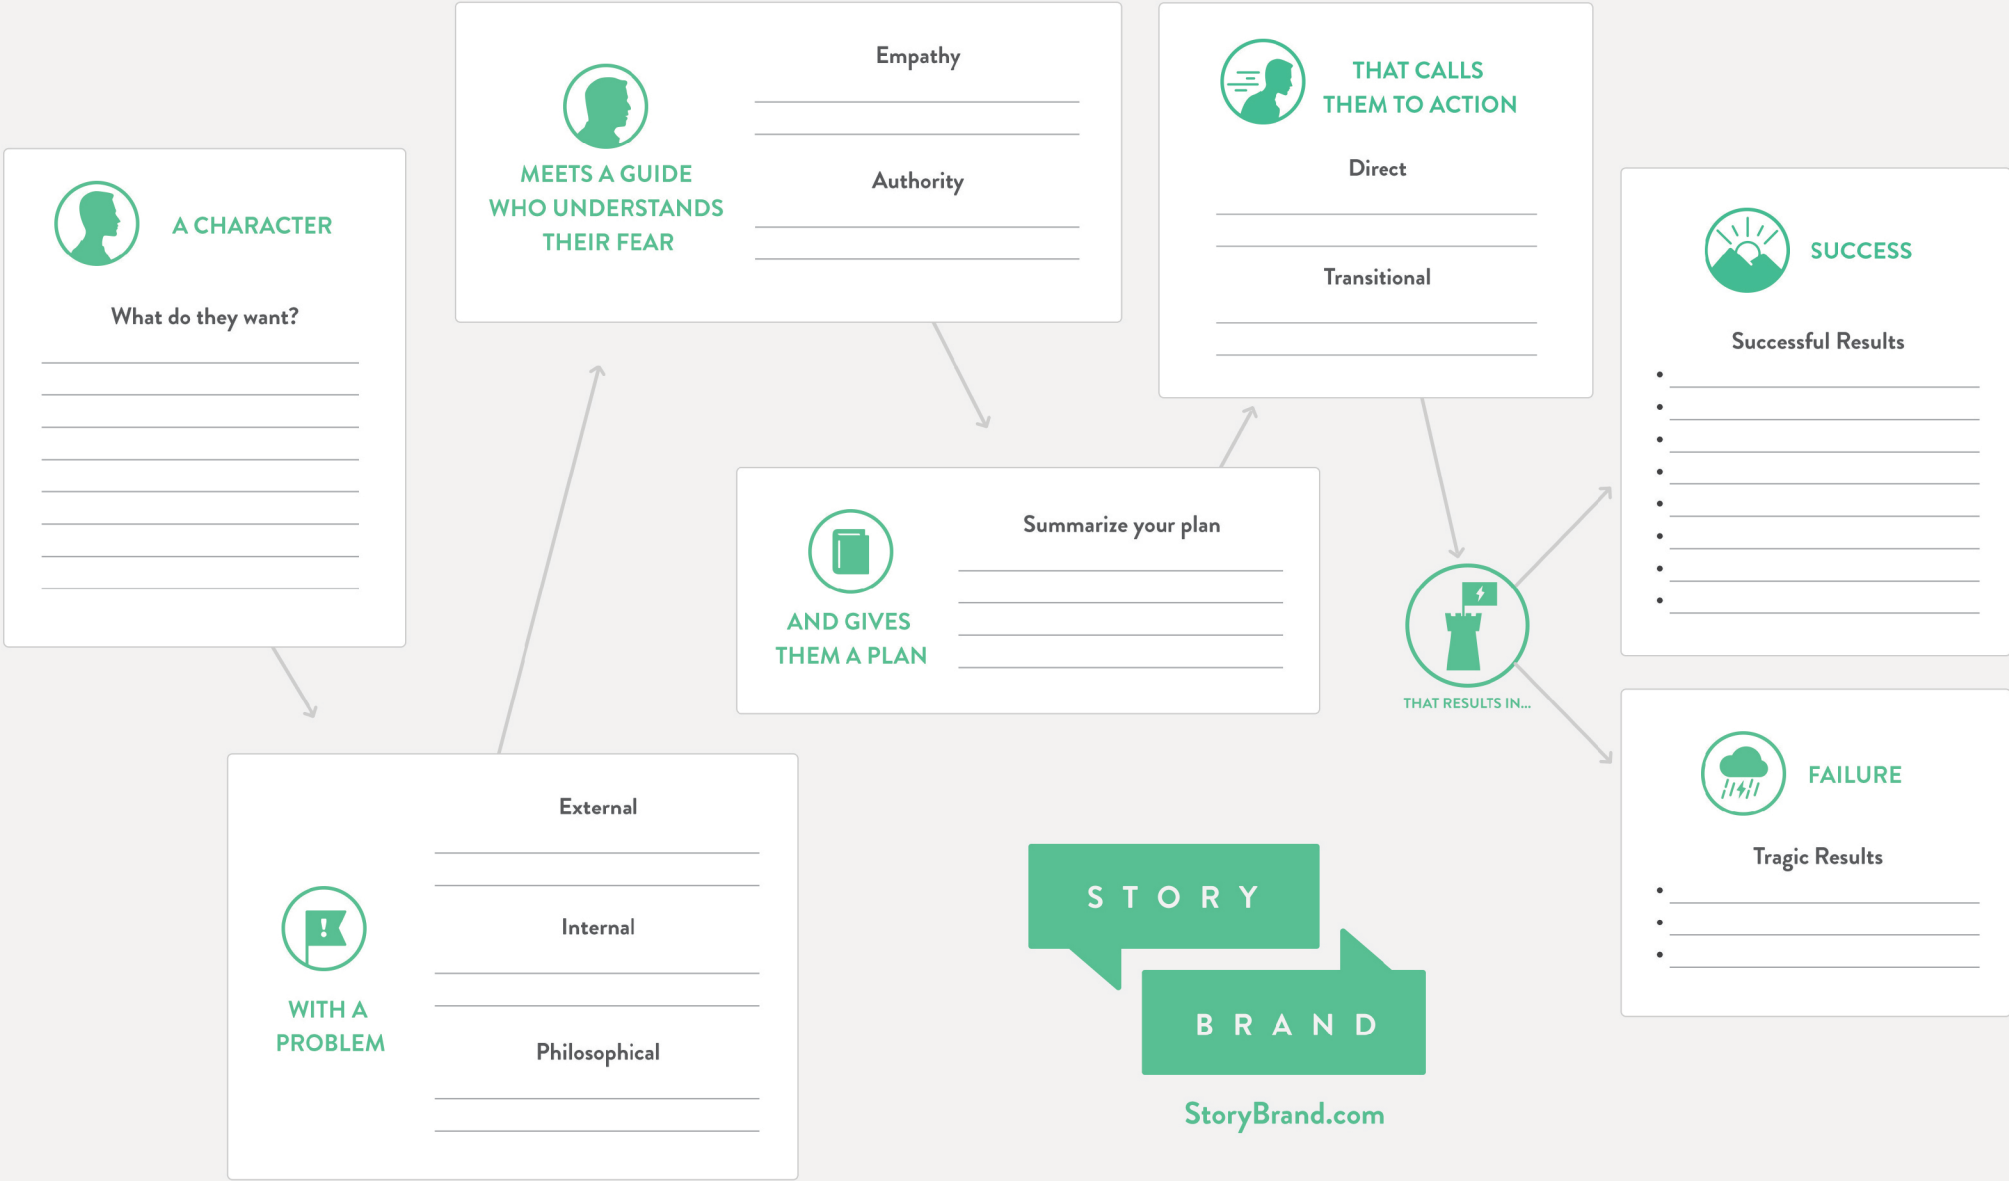 A CHARACTER
What do they want?
WITH A
PROBLEM
External
Internal
Philosophical
MEETS A GUIDE
WHO UNDERSTANDS
THEIR FEAR
Empathy
Authority
AND GIVES
THEM A PLAN
Summarize your plan
THAT CALLS
THEM TO ACTION
Direct
Transitional
THAT RESULTS IN...
SUCCESS
Successful Results
FAILURE
Tragic Results
STORY
BRAND
StoryBrand.com